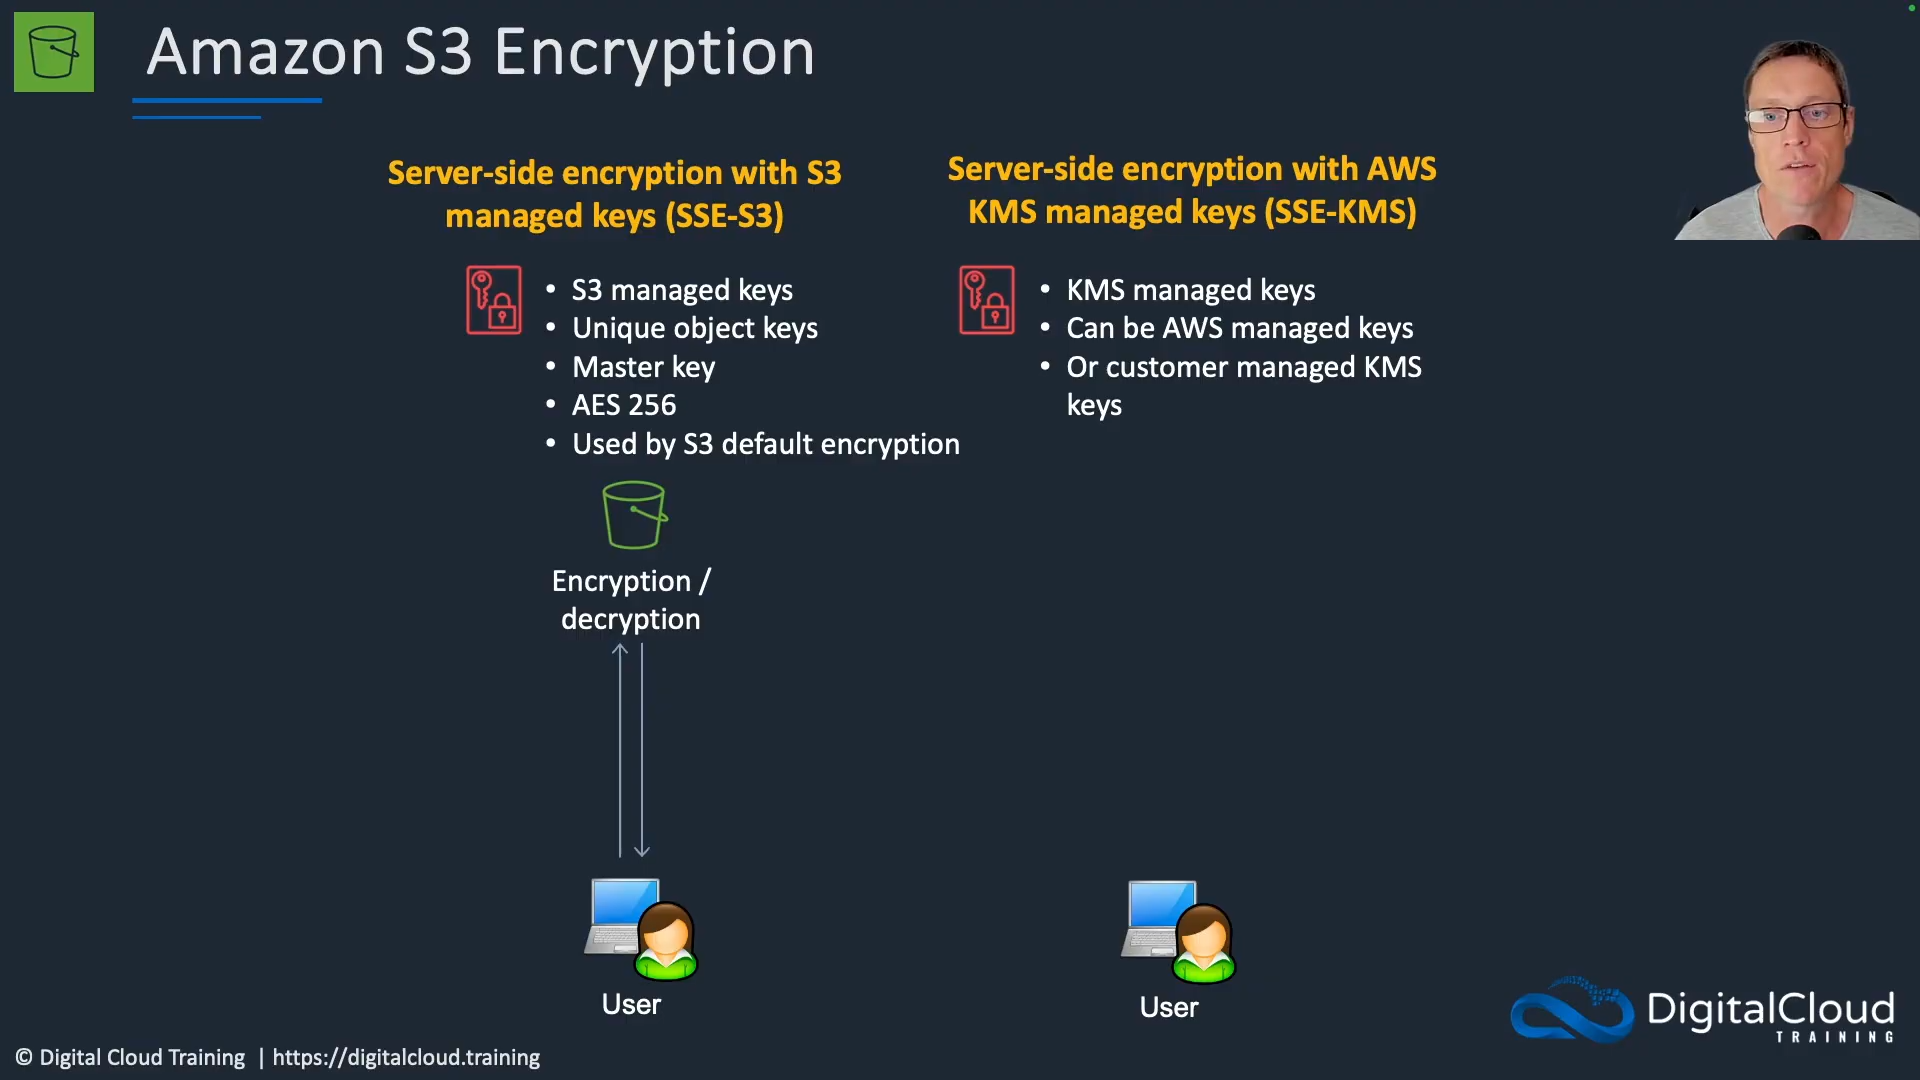 Amazon S3 Encryption
Server-side encryption with S3
managed keys (SSE-S3)
• S3 managed keys
• Unique object keys
• Master key
• AES 256
• Used by S3 default encryption
Encryption /
decryption
User
Server-side encryption with AWS
KMS managed keys (SSE-KMS)
• KMS managed keys
• Can be AWS managed keys
• Or customer managed KMS
keys
User
DigitalCloud
TRAINING
© Digital Cloud Training | https://digitalcloud.training